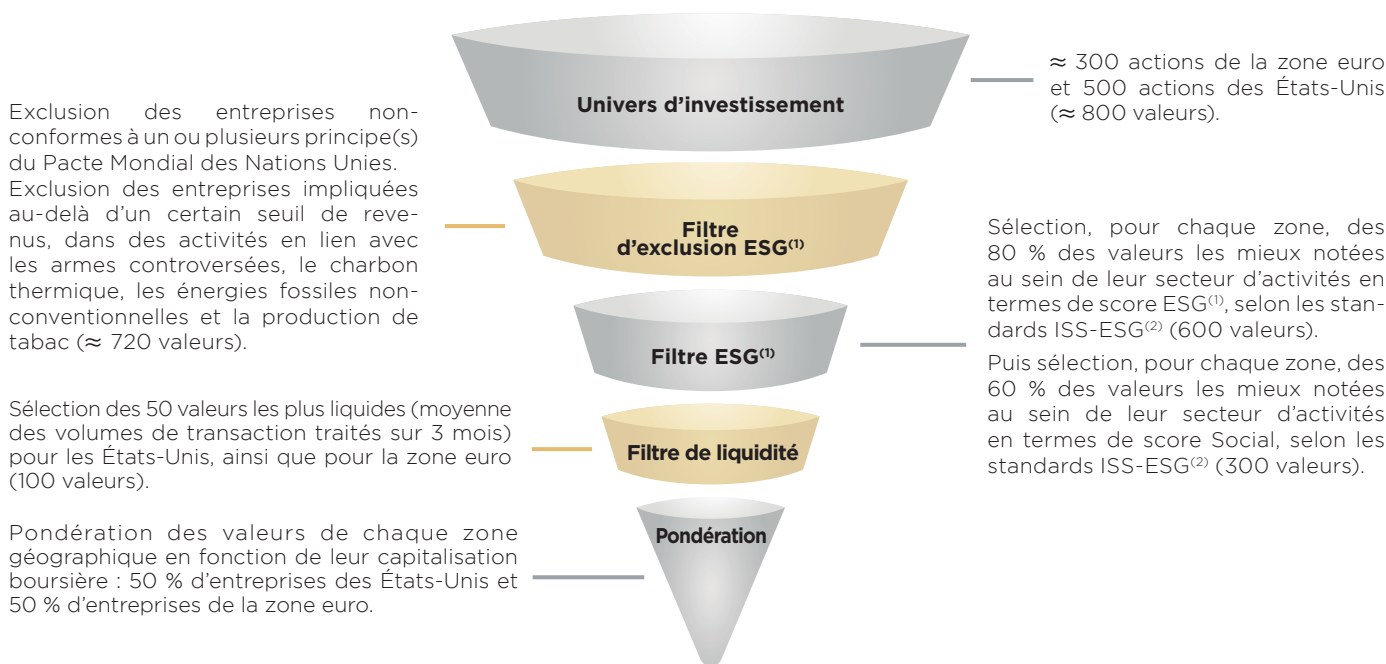 Univers d’investissement
≈ 300 actions de la zone euro
et 500 actions des États-Unis
(≈ 800 valeurs).
Exclusion des entreprises non-
conformes à un ou plusieurs principe(s)
du Pacte Mondial des Nations Unies.
Exclusion des entreprises impliquées
au-delà d’un certain seuil de reve-
nus, dans des activités en lien avec
les armes controversées, le charbon
thermique, les énergies fossiles non-
conventionnelles et la production de
tabac (≈ 720 valeurs).
Filtre
d’exclusion ESG⁽¹⁾
Filtre ESG⁽¹⁾
Sélection, pour chaque zone, des
80 % des valeurs les mieux notées
au sein de leur secteur d’activités en
termes de score ESG⁽¹⁾, selon les stan-
dards ISS-ESG⁽²⁾ (600 valeurs).
Puis sélection, pour chaque zone, des
60 % des valeurs les mieux notées
au sein de leur secteur d’activités
en termes de score Social, selon les
standards ISS-ESG⁽²⁾ (300 valeurs).
Sélection des 50 valeurs les plus liquides (moyenne
des volumes de transaction traités sur 3 mois)
pour les États-Unis, ainsi que pour la zone euro
(100 valeurs).
Filtre de liquidité
Pondération
Pondération des valeurs de chaque zone
géographique en fonction de leur capitalisation
boursière : 50 % d’entreprises des États-Unis et
50 % d’entreprises de la zone euro.